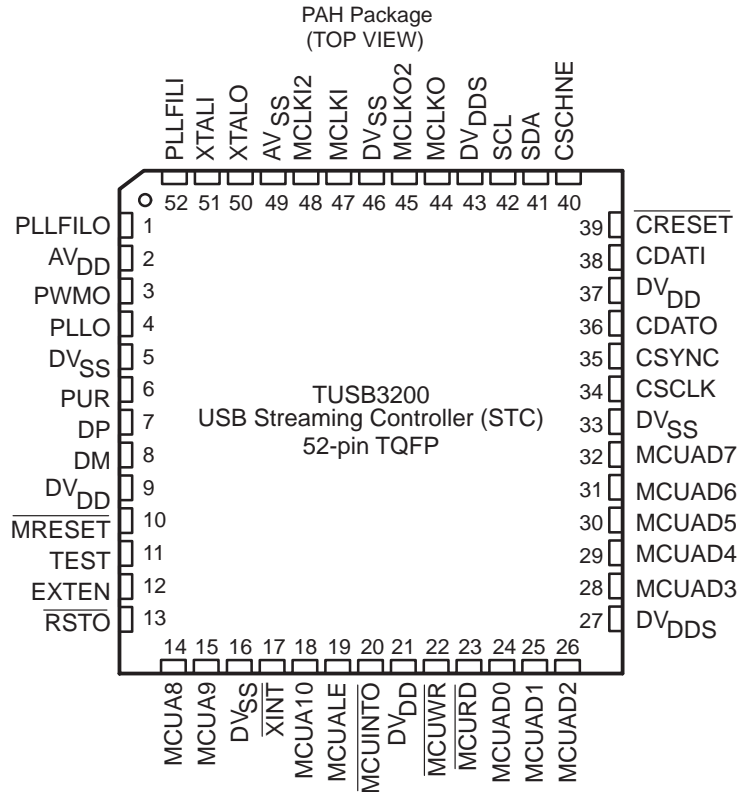 PAH Package
(TOP VIEW)
PLLFILI
XTALI
XTALO
AVSS
MCLKI2
MCLKI
DVSS
MCLKO2
MCLKO
DVDDS
SCL
SDA
CSCHNE
52 51 50 49 48 47 46 45 44 43 42 41 40
PLLFILO 1
AVDD 2
PWMO 3
PLLO 4
DVSS 5
PUR 6
DP 7
DM 8
DVDD 9
MRESET 10
TEST 11
EXTEN 12
RSTO 13
TUSB3200
USB Streaming Controller (STC)
52-pin TQFP
39 CRESET
38 CDATI
37 DVDD
36 CDATO
35 CSYNC
34 CSCLK
33 DVSS
32 MCUAD7
31 MCUAD6
30 MCUAD5
29 MCUAD4
28 MCUAD3
27 DVDDS
14 15 16 17 18 19 20 21 22 23 24 25 26
MCUA8
MCUA9
DVSS
XINT
MCUA10
MCUALE
MCUINTO
DVDD
MCUWR
MCURD
MCUAD0
MCUAD1
MCUAD2